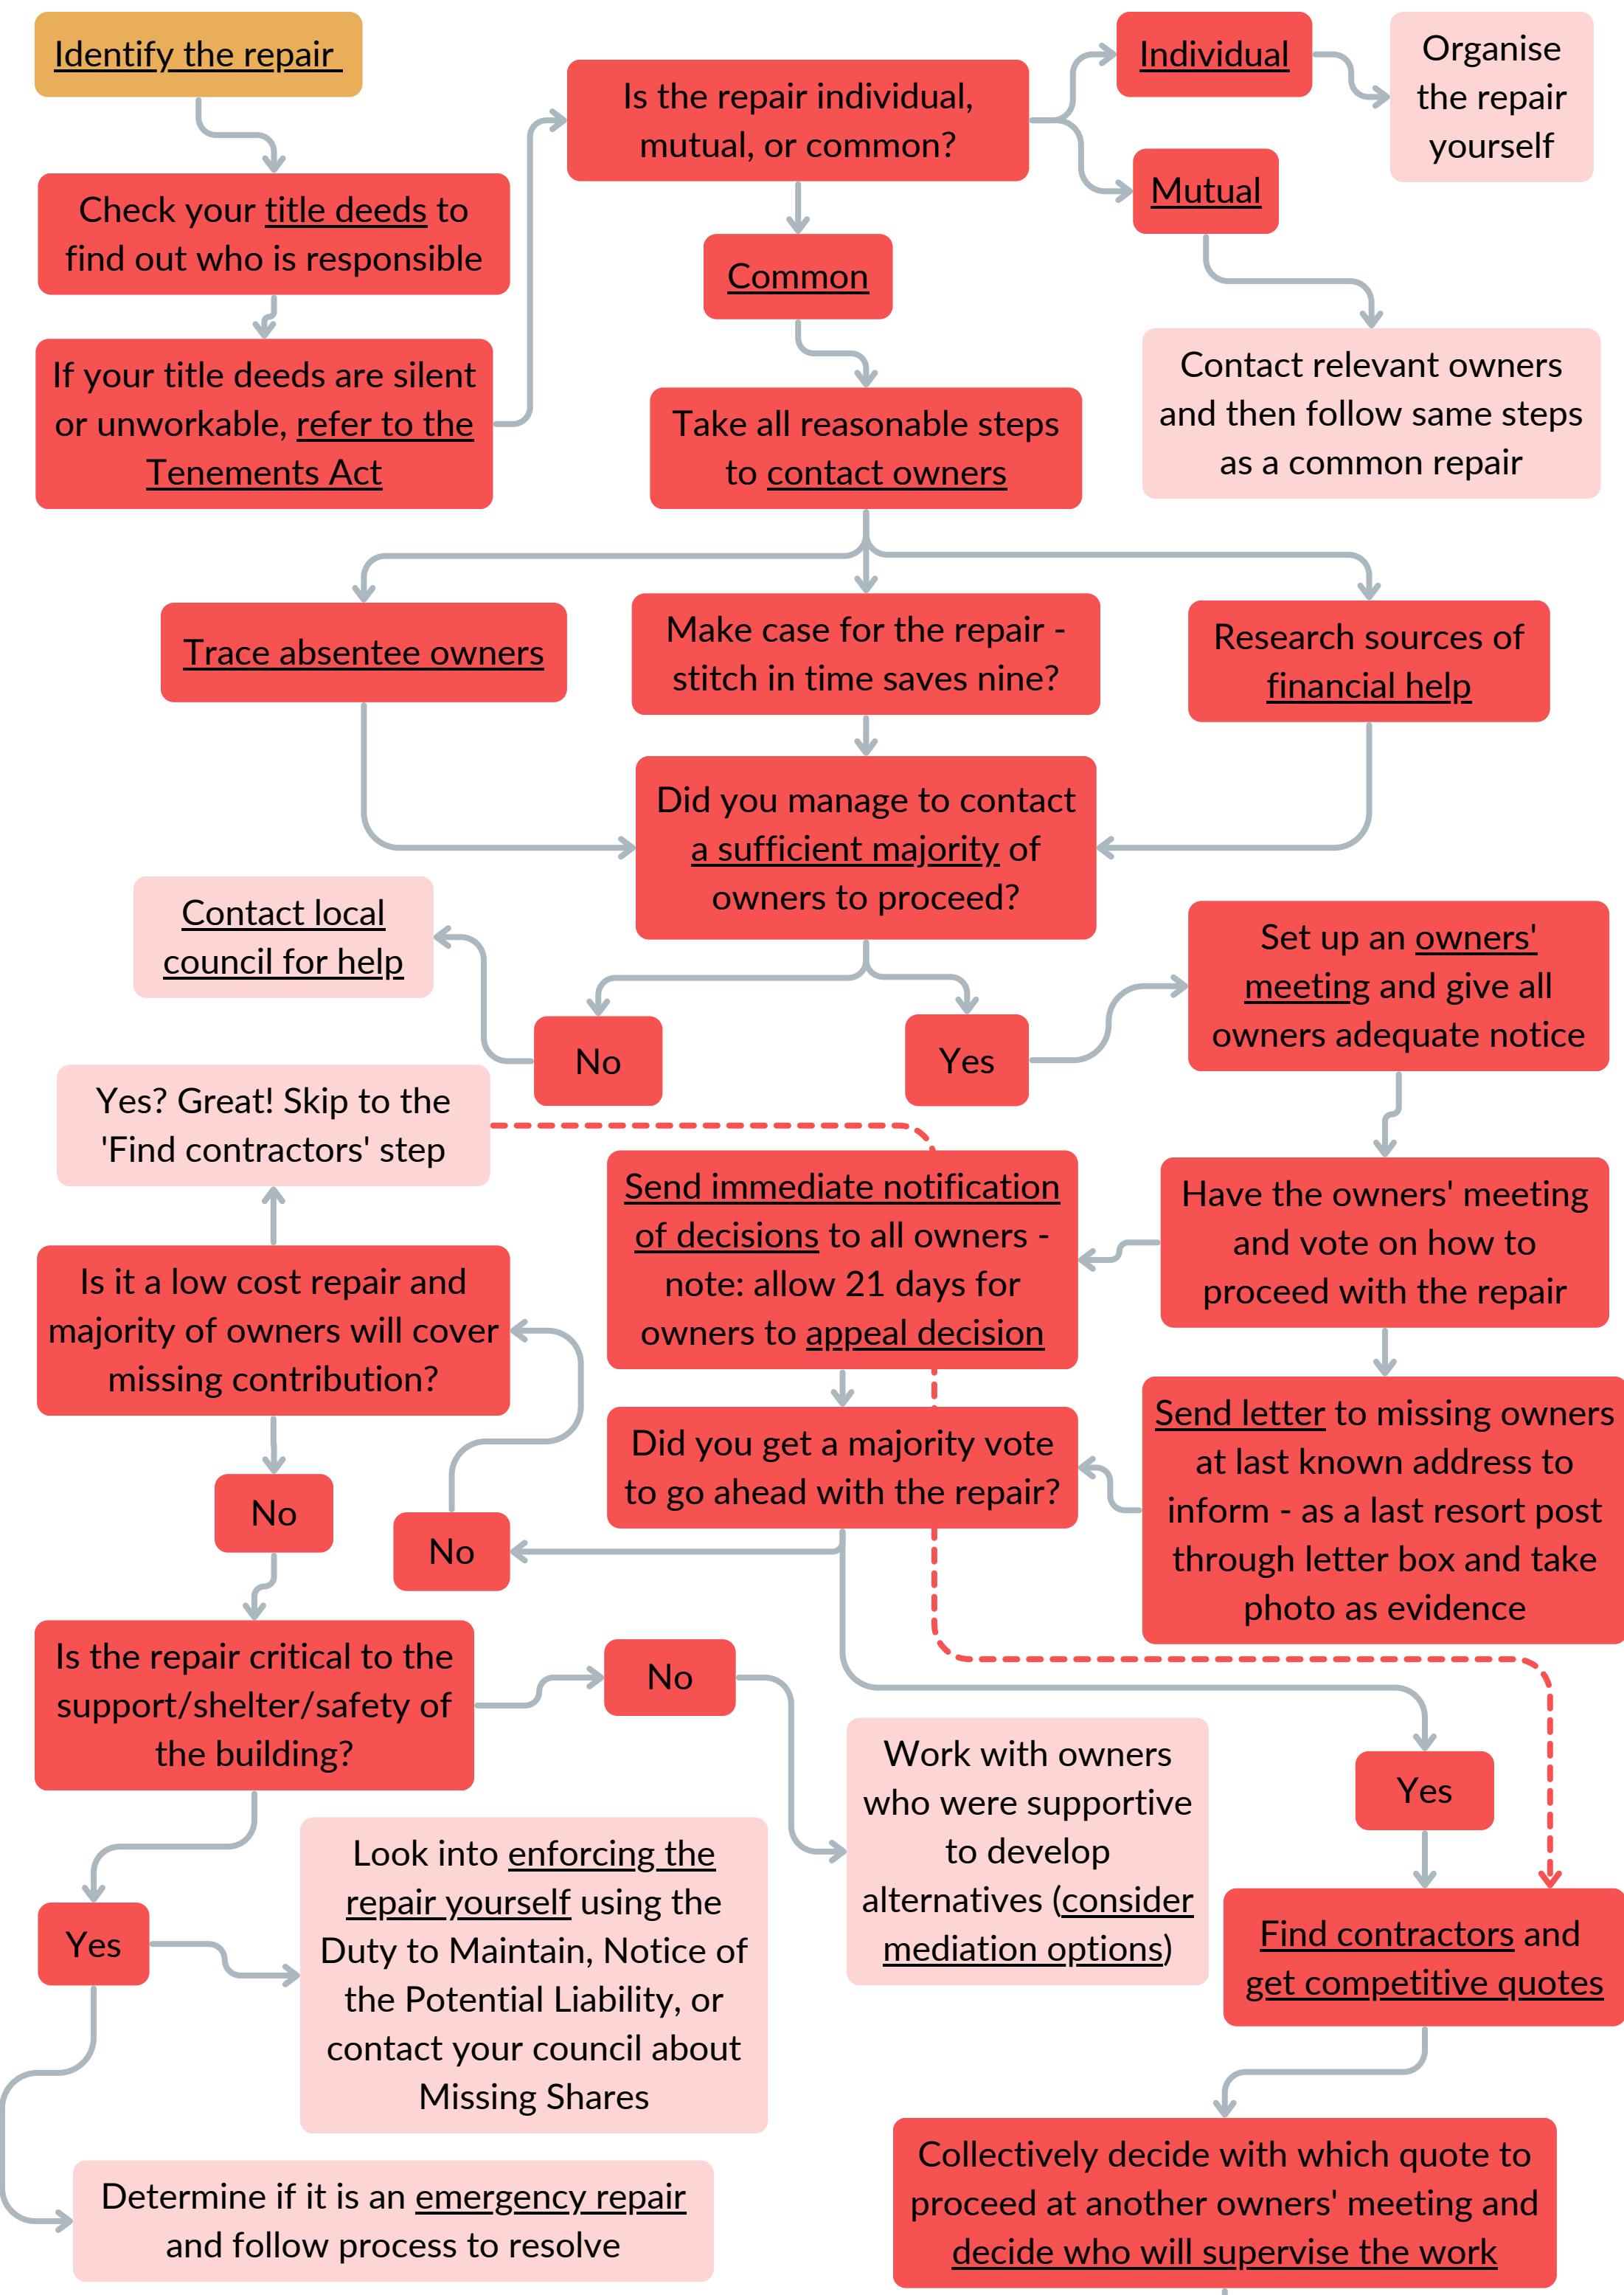 Identify the repair
Check your title deeds to
find out who is responsible
If your title deeds are silent
or unworkable, refer to the
Tenements Act
Is the repair individual,
mutual, or common?
Individual
Organise
the repair
yourself
Mutual
Contact relevant owners
and then follow same steps
as a common repair
Common
Take all reasonable steps
to contact owners
Trace absentee owners
Make case for the repair -
stitch in time saves nine?
Research sources of
financial help
Did you manage to contact
a sufficient majority of
owners to proceed?
No
Contact local
council for help
Yes
Set up an owners'
meeting and give all
owners adequate notice
Have the owners' meeting
and vote on how to
proceed with the repair
Send immediate notification
of decisions to all owners -
note: allow 21 days for
owners to appeal decision
Send letter to missing owners
at last known address to
inform - as a last resort post
through letter box and take
photo as evidence
Did you get a majority vote
to go ahead with the repair?
No
Is it a low cost repair and
majority of owners will cover
missing contribution?
Yes? Great! Skip to the
'Find contractors' step
No
Is the repair critical to the
support/shelter/safety of
the building?
No
Work with owners
who were supportive
to develop
alternatives (consider
mediation options)
Yes
Look into enforcing the
repair yourself using the
Duty to Maintain, Notice of
the Potential Liability, or
contact your council about
Missing Shares
Determine if it is an emergency repair
and follow process to resolve
Yes
Find contractors and
get competitive quotes
Collectively decide with which quote to
proceed at another owners' meeting and
decide who will supervise the work